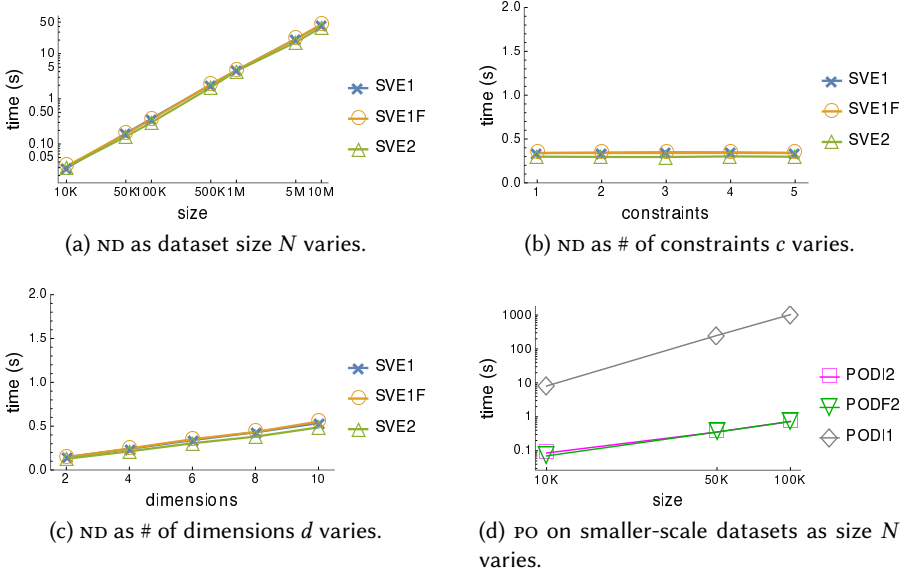 50
10
5
1
0.50
0.10
0.05
time (s)
10K 50K 100K 500K 1M 5M 10M
size
SVE1
SVE1F
SVE2
(a) ND as dataset size N varies.
2.0
1.5
1.0
0.5
0.0
time (s)
1 2 3 4 5
constraints
SVE1
SVE1F
SVE2
(b) ND as # of constraints c varies.
2.0
1.5
1.0
0.5
0.0
time (s)
2 4 6 8 10
dimensions
SVE1
SVE1F
SVE2
(c) ND as # of dimensions d varies.
1000
100
10
1
0.1
time (s)
10K 50K 100K
size
PODI2
PODF2
PODI1
(d) PO on smaller-scale datasets as size N
varies.